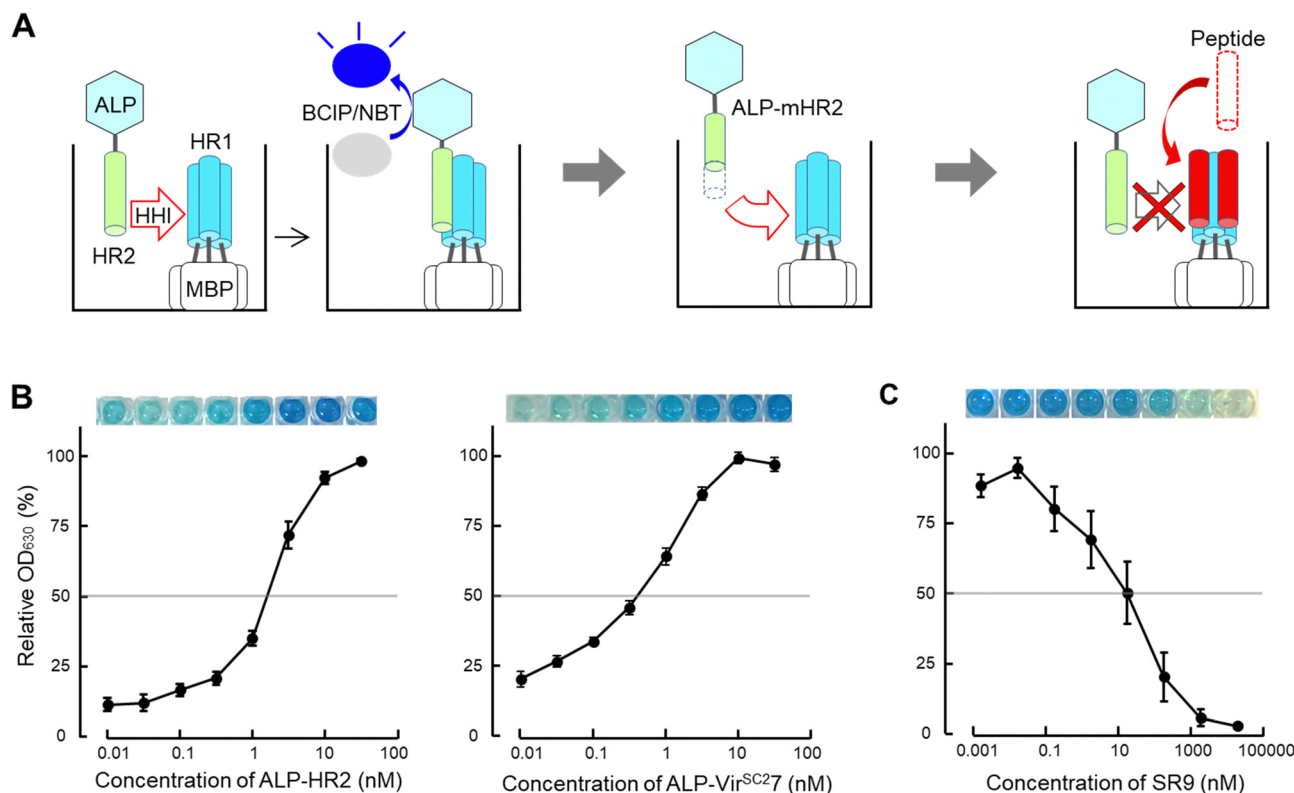 A
ALP
HR2
HHI
HR1
MBP
BCIP/NBT
ALP-mHR2
Peptide
B
Relative OD630 (%)
100
75
50
25
0
0.01
0.1
1
10
100
Concentration of ALP-HR2 (nM)
100
75
50
25
0
0.01
0.1
1
10
100
Concentration of ALP-VirSC27 (nM)
C
100
75
50
25
0
0.001
0.1
10
1000
100000
Concentration of SR9 (nM)